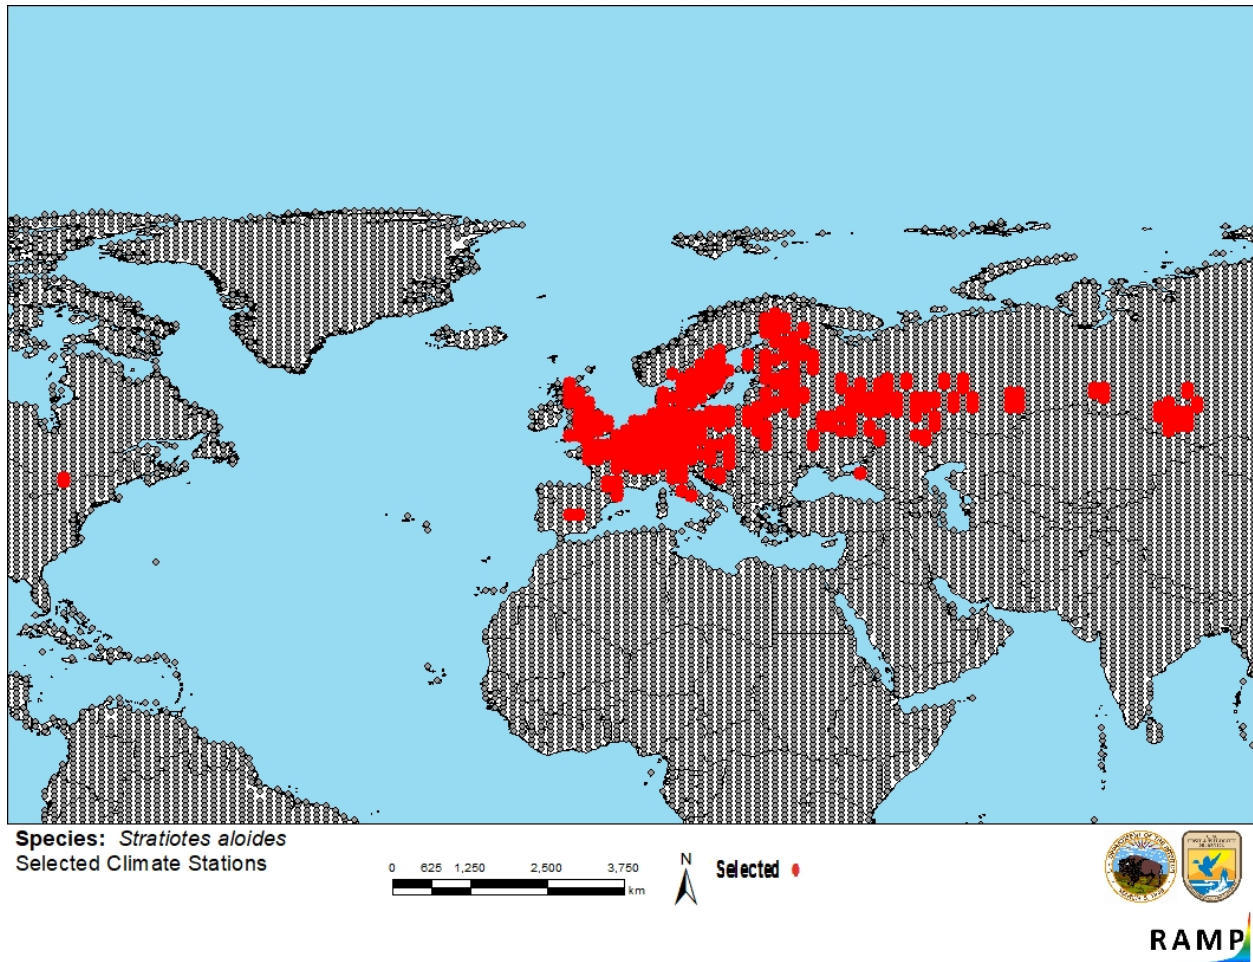 Species: Stratiotes aloides
Selected Climate Stations
0 625 1,250 2,500 3,750
km
N
Selected
RAMP